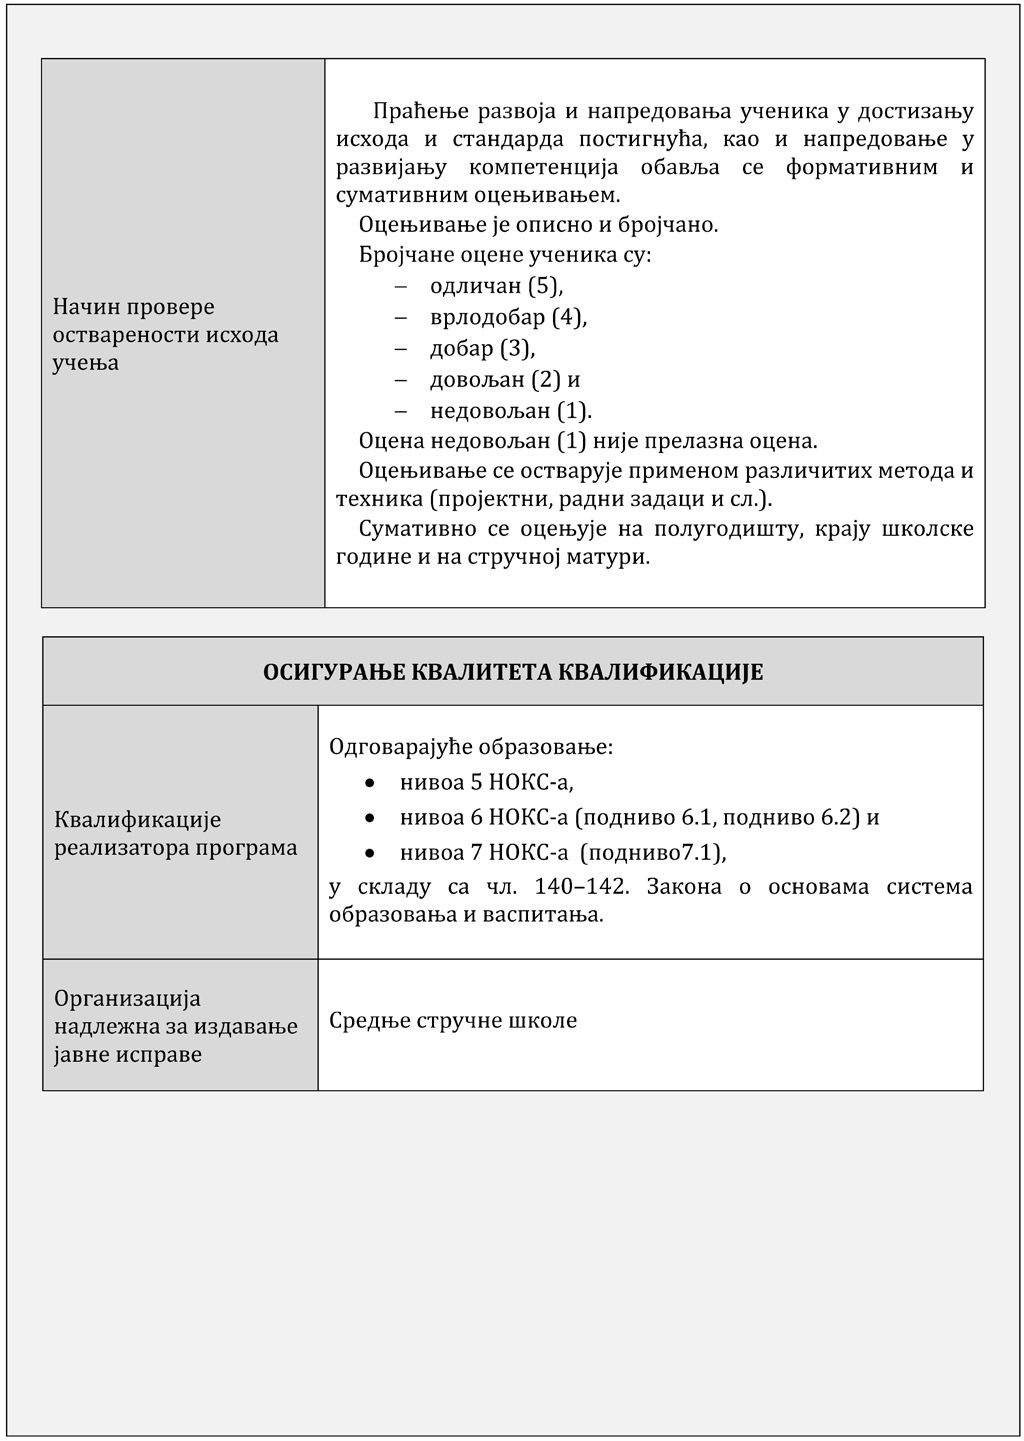 Начин провере
остварености исхода
учења
Праћење развоја и напредовања ученика у достизању
исхода и стандарда постигнућа, као и напредовање у
развијању компетенција обавља се формативним и
сумативним оцењивањем.
Оцењивање је описно и бројчано.
Бројчане оцене ученика су:
– одличан (5),
– врлодобар (4),
– добар (3),
– довољан (2) и
– недовољан (1).
Оцена недовољан (1) није прелазна оцена.
Оцењивање се остварује применом различитих метода и
техника (пројектни, радни задаци и сл.).
Сумативно се оцењује на полугодишту, крају школске
године и на стручној матури.
ОСИГУРАЊЕ КВАЛИТЕТА КВАЛИФИКАЦИЈЕ
Квалификације
реализатора програма
Одговарајуће образовање:
• нивоа 5 НОКС-а,
• нивоа 6 НОКС-а (подниво 6.1, подниво 6.2) и
• нивоа 7 НОКС-а (подниво7.1),
у складу са чл. 140–142. Закона о основама система
образовања и васпитања.
Организација
надлежна за издавање
јавне исправе
Средње стручне школе